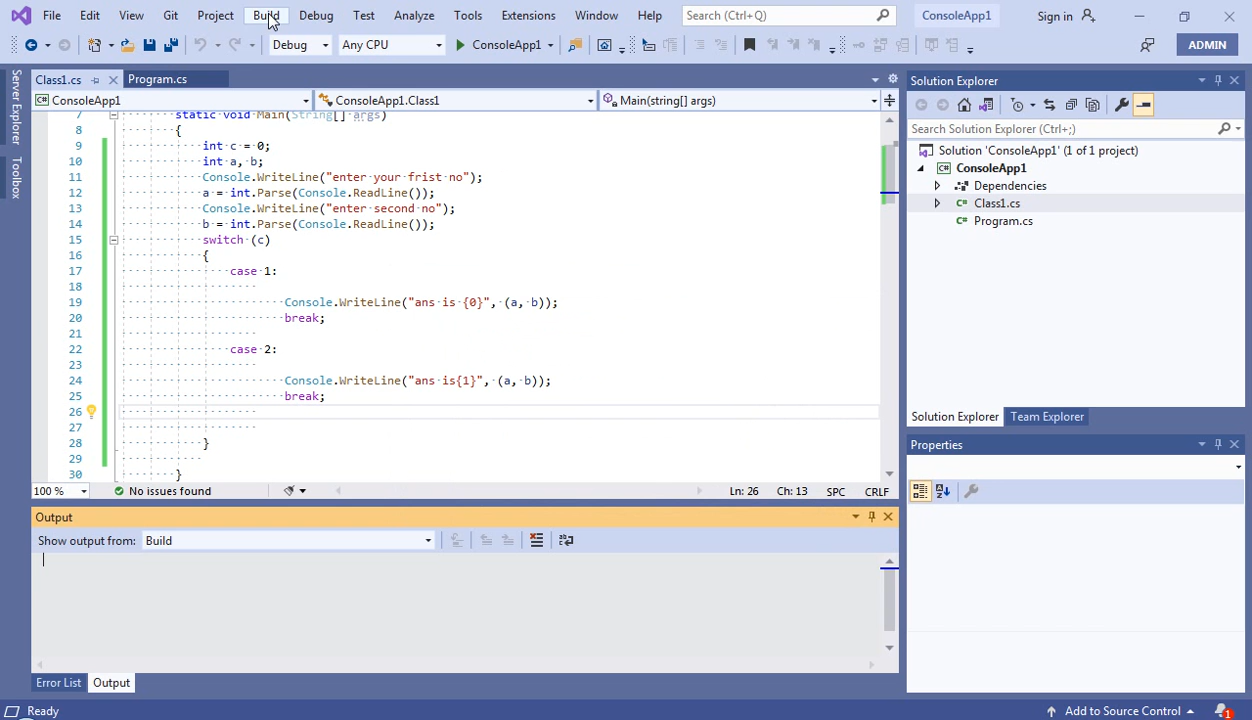 File Edit View Git Project Build Debug Test Analyze Tools Extensions Window Help Search (Ctrl+Q) ConsoleApp1 Sign in
Debug Any CPU ConsoleApp1 ADMIN
Server Explorer
Toolbox
Class1.cs Program.cs
ConsoleApp1 ConsoleApp1.Class1 Main(string[] args)
7 static void Main(String[] args)
8 {
9 int c = 0;
10 int a, b;
11 Console.WriteLine("enter your frist no");
12 a = int.Parse(Console.ReadLine());
13 Console.WriteLine("enter second no");
14 b = int.Parse(Console.ReadLine());
15 switch (c)
16 {
17 case 1:
18
19 Console.WriteLine("ans is {0}", (a, b));
20 break;
21
22 case 2:
23
24 Console.WriteLine("ans is{1}", (a, b));
25 break;
26
27
28 }
29
30 }
100 % No issues found Ln: 26 Ch: 13 SPC CRLF
Output
Show output from: Build
Error List Output
Solution Explorer
Search Solution Explorer (Ctrl+;)
Solution 'ConsoleApp1' (1 of 1 project)
ConsoleApp1
Dependencies
Class1.cs
Program.cs
Solution Explorer Team Explorer
Properties
Ready Add to Source Control 1